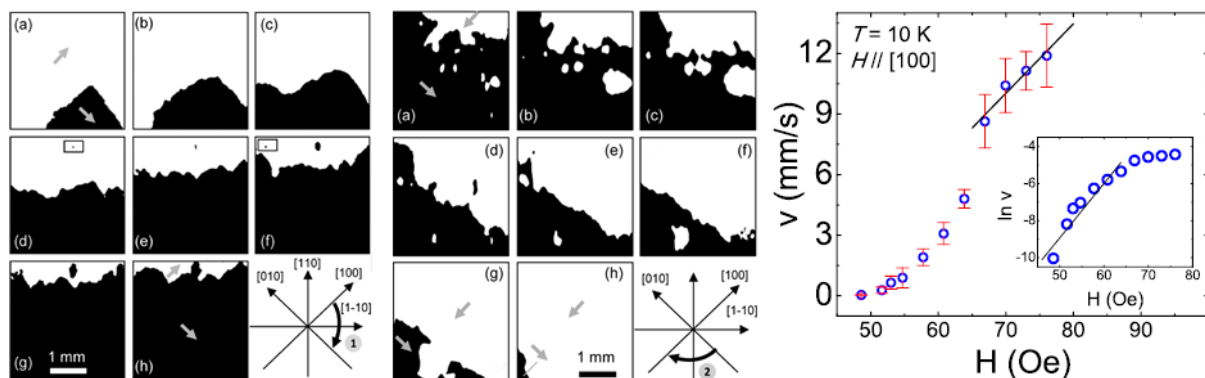 (a)
(b)
(c)
(d)
(e)
(f)
(g)
(h)
1 mm
[010]
[110]
[100]
[1-10]
1
(a)
(b)
(c)
(d)
(e)
(f)
(g)
(h)
1 mm
[010]
[100]
[1-10]
2
T = 10 K
H // [100]
v (mm/s)
12
9
6
3
0
50 60 70 80 90
H (Oe)
ln v
-4
-6
-8
-10
50 60 70 80
H (Oe)